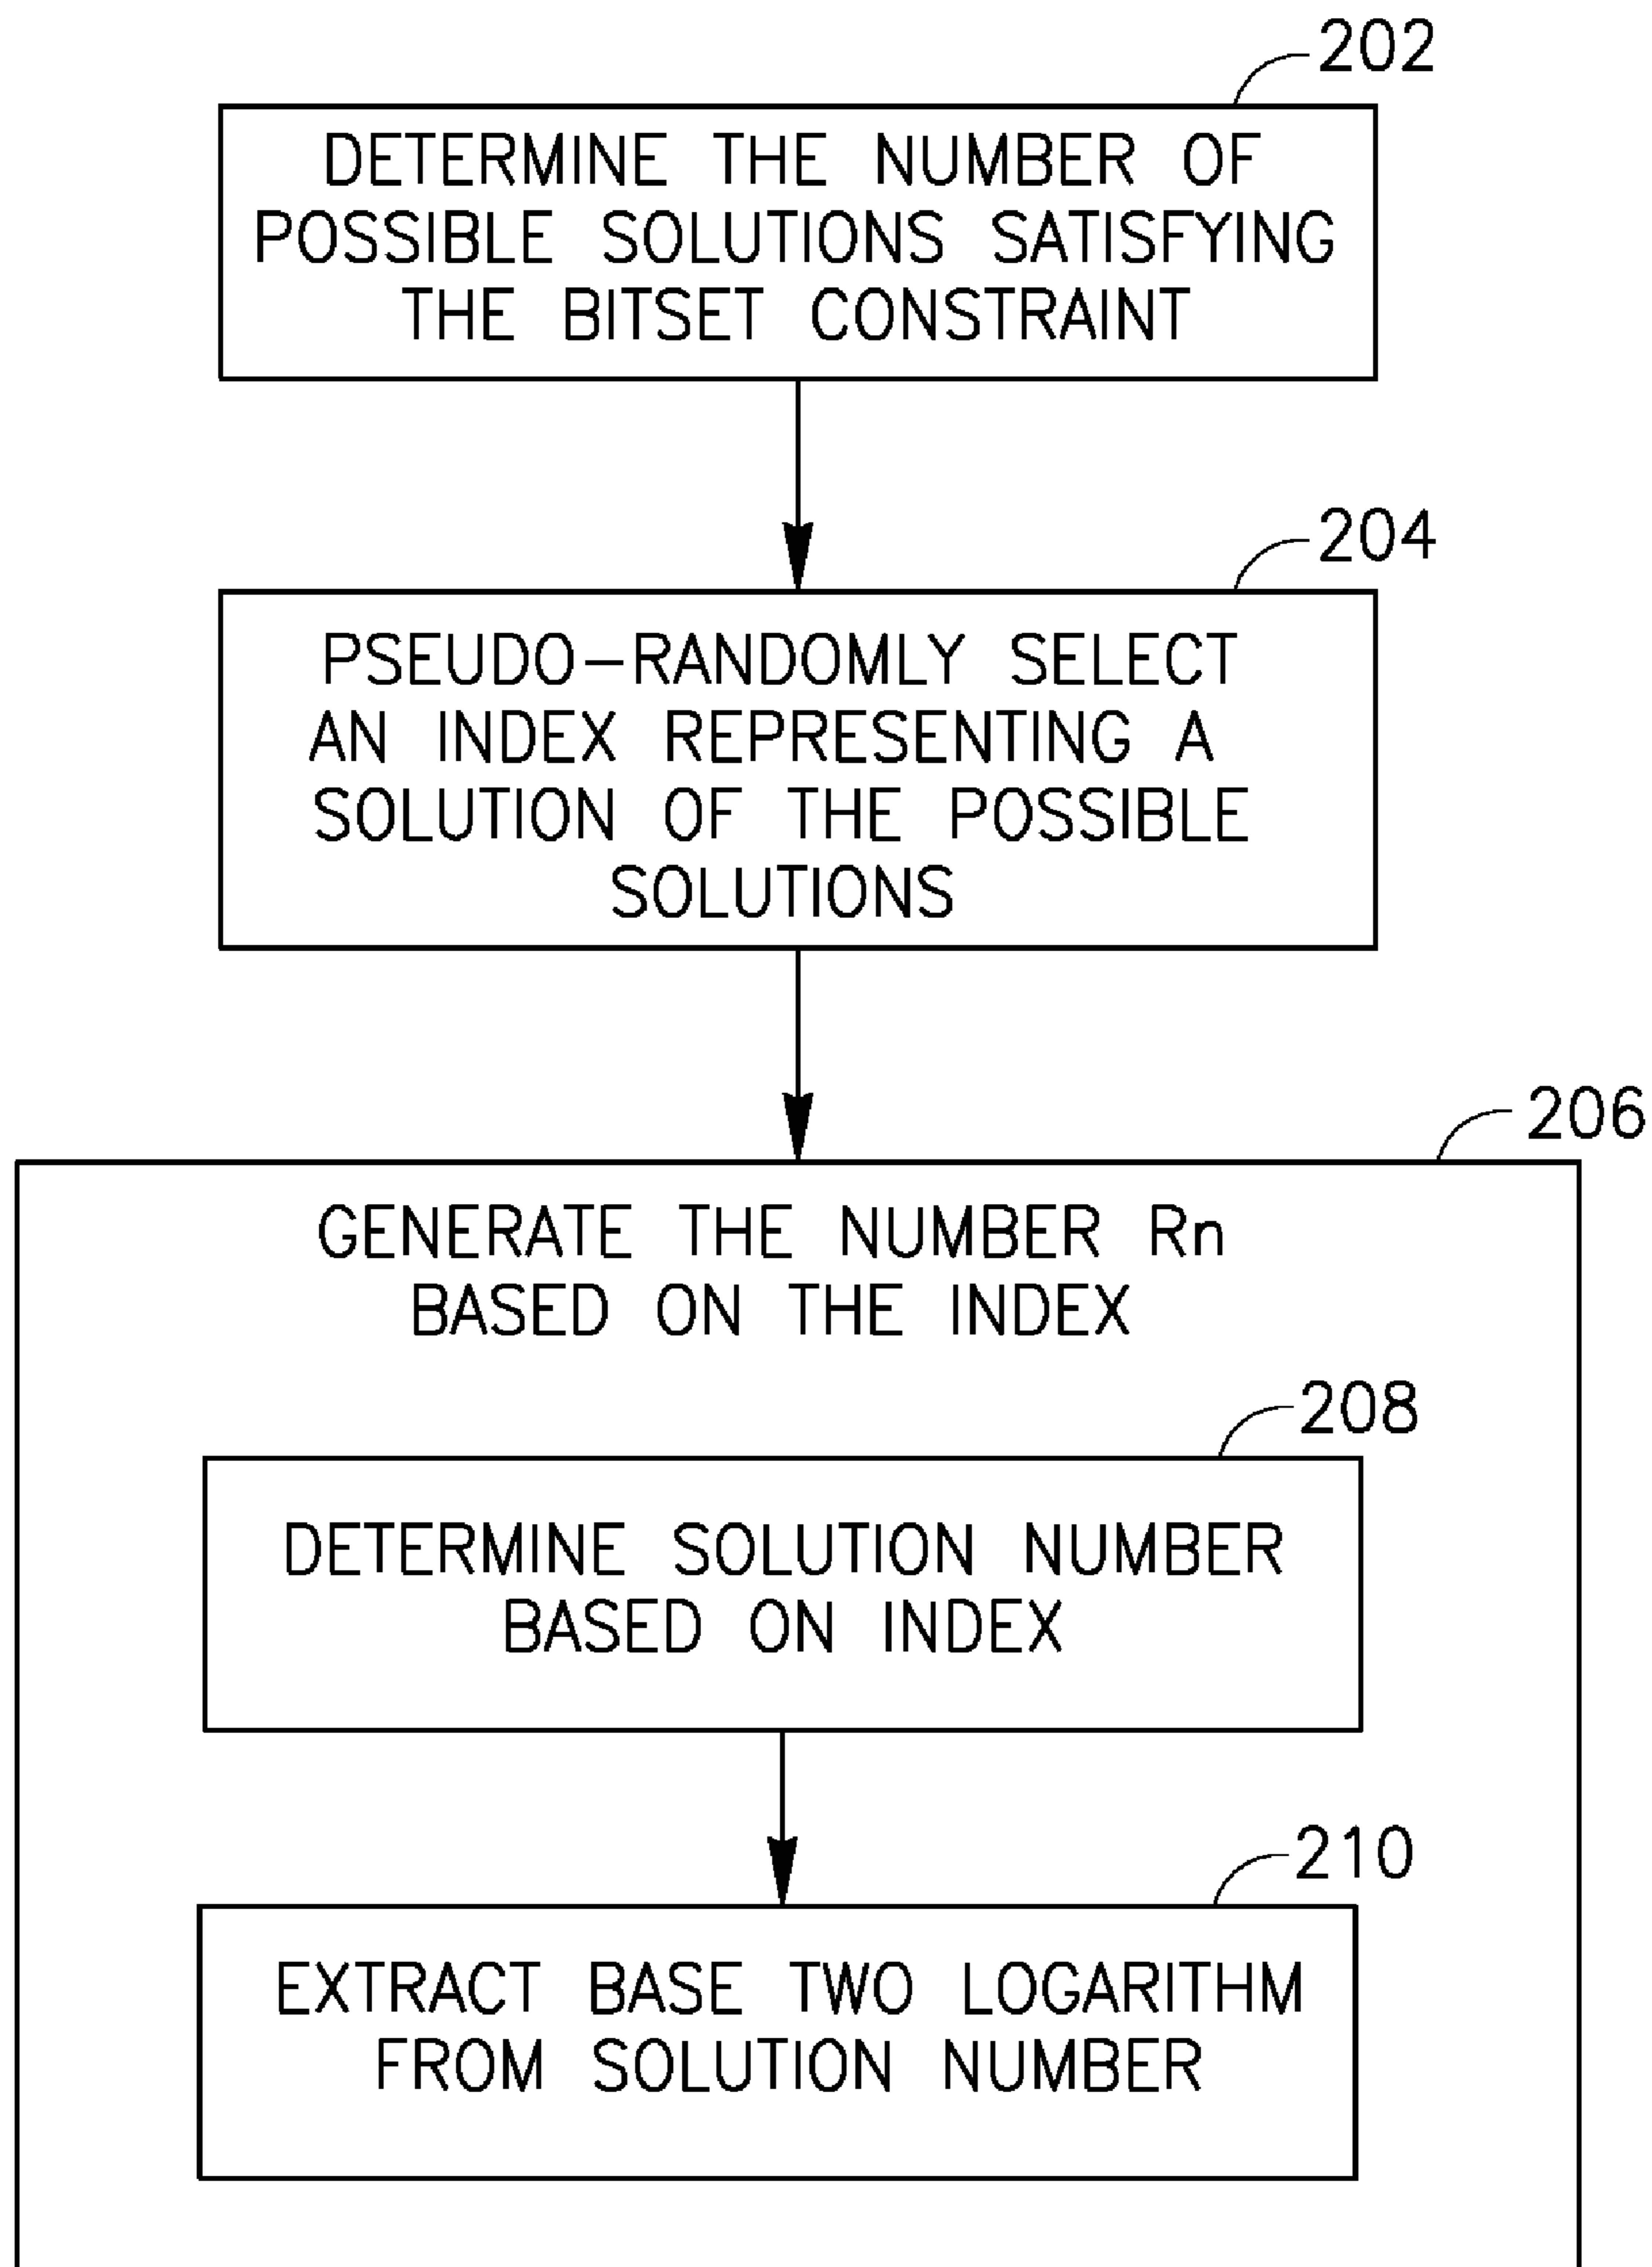 202
DETERMINE THE NUMBER OF
POSSIBLE SOLUTIONS SATISFYING
THE BITSET CONSTRAINT
204
PSEUDO-RANDOMLY SELECT
AN INDEX REPRESENTING A
SOLUTION OF THE POSSIBLE
SOLUTIONS
206
GENERATE THE NUMBER Rn
BASED ON THE INDEX
208
DETERMINE SOLUTION NUMBER
BASED ON INDEX
210
EXTRACT BASE TWO LOGARITHM
FROM SOLUTION NUMBER